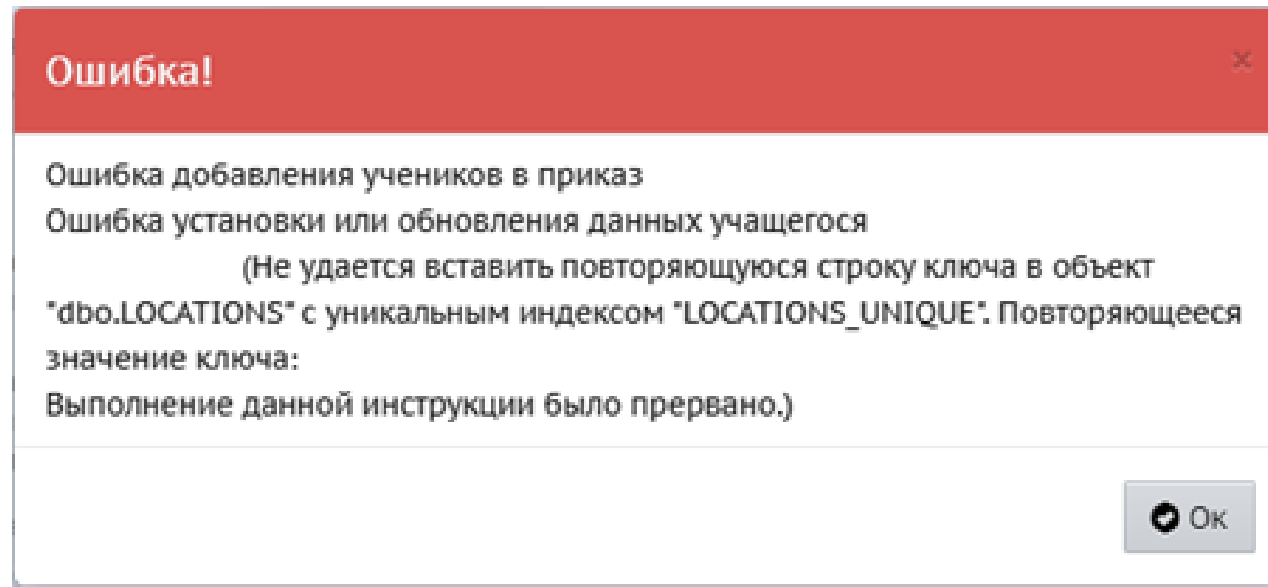 Ошибка!
Ошибка добавления учеников в приказ
Ошибка установки или обновления данных учащегося
(Не удается вставить повторяющуюся строку ключа в объект
"dbo.LOCATIONS" с уникальным индексом "LOCATIONS_UNIQUE". Повторяющееся
значение ключа:
Выполнение данной инструкции было прервано.)
Ок